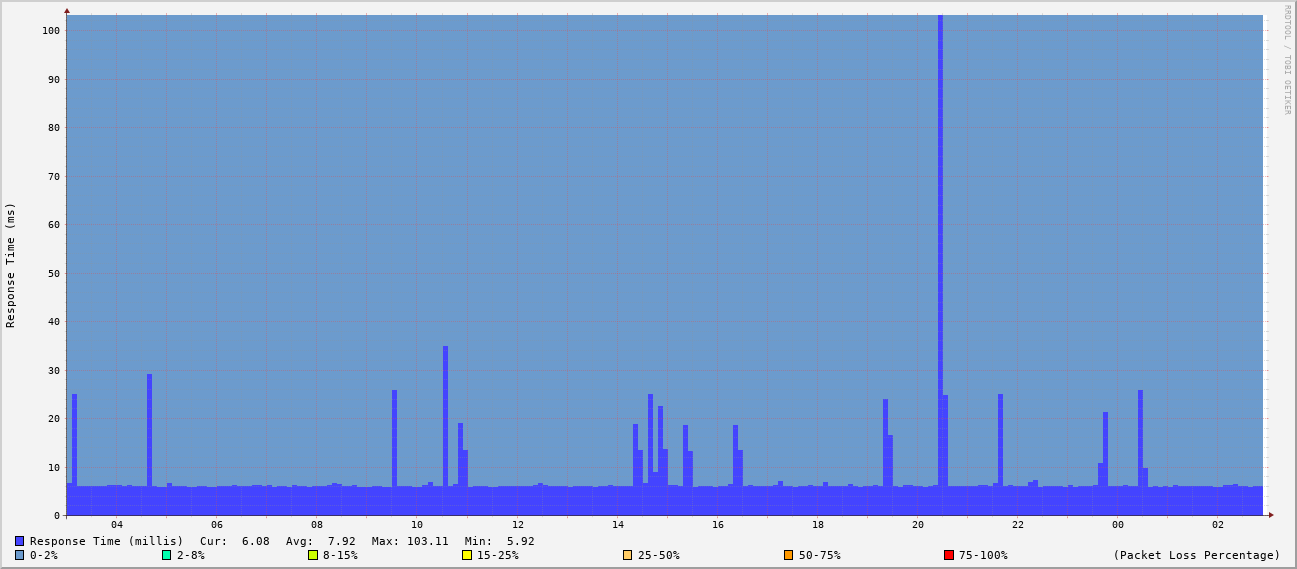 RRDTOOL / TOBI OETIKER
Response Time (ms)
100
90
80
70
60
50
40
30
20
10
0
04 06 08 10 12 14 16 18 20 22 00 02
Response Time (millis) Cur: 6.08 Avg: 7.92 Max: 103.11 Min: 5.92
0-2% 2-8% 8-15% 15-25% 25-50% 50-75% 75-100% (Packet Loss Percentage)